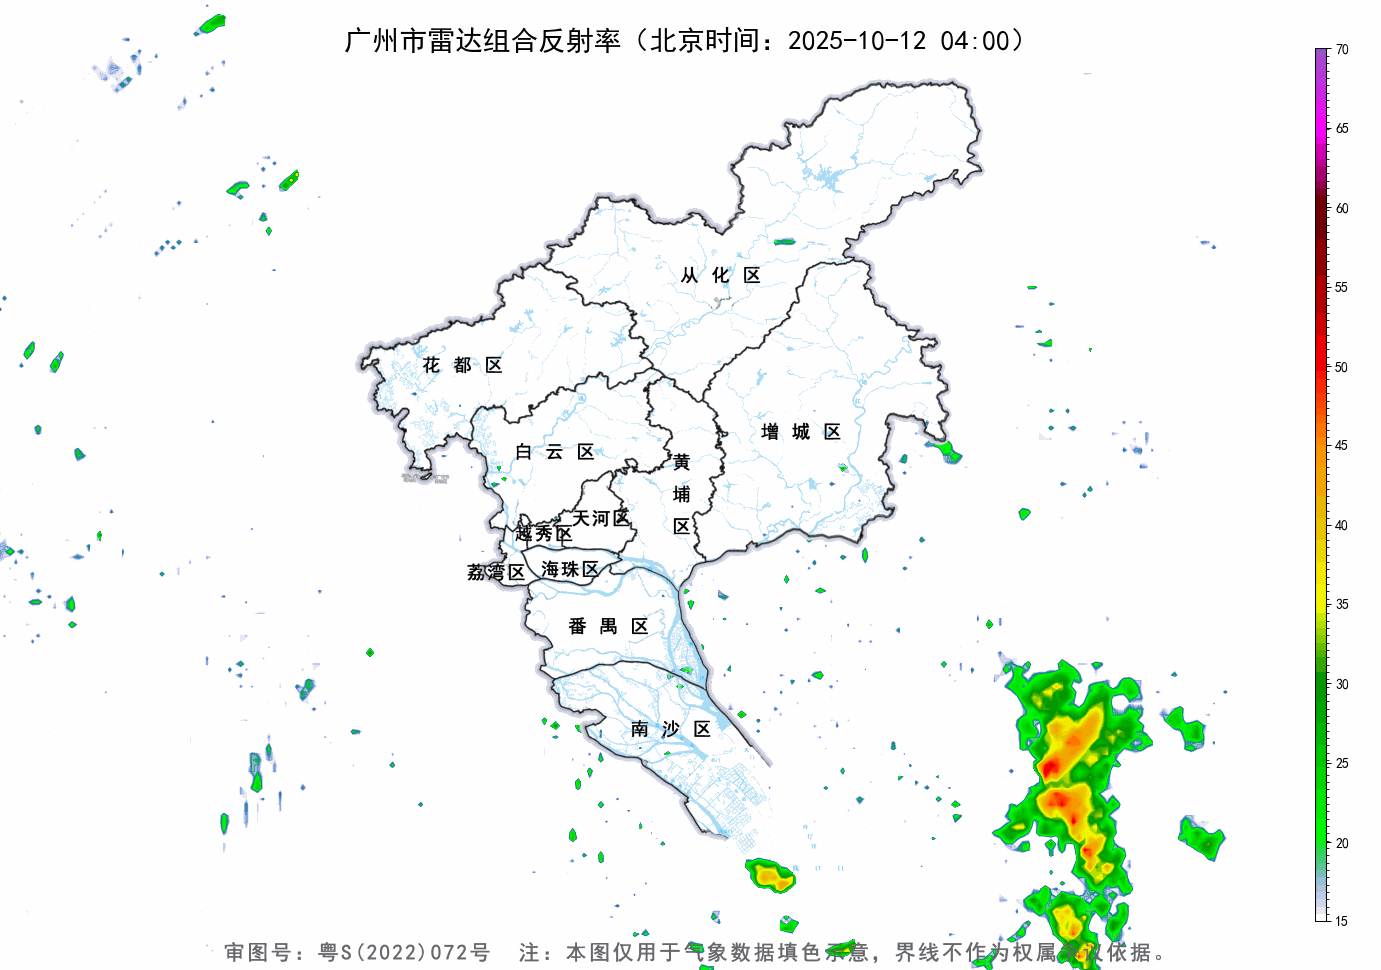 广州市雷达组合反射率（北京时间：2025-10-12 04:00）
70
65
60
55
50
45
40
35
30
25
20
15
从化区
花都区
增城区
白云区
黄埔区
天河区
越秀区
荔湾区
海珠区
番禺区
南沙区
审图号：粤S(2022)072号 注：本图仅用于气象数据填色示意，界线不作为权属争议依据。